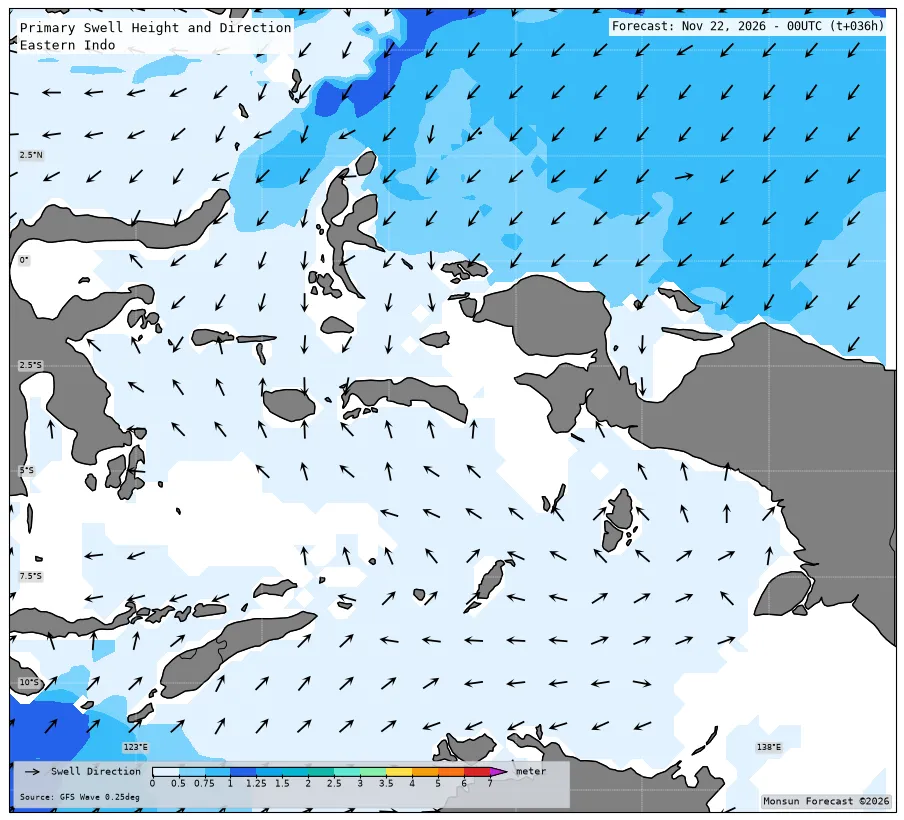 Primary Swell Height and Direction
Eastern Indo
Forecast: Nov 22, 2026 - 00UTC (t+036h)
2.5°N
0°
2.5°S
5°S
7.5°S
10°S
123°E
138°E
Swell Direction
0 0.5 0.75 1 1.25 1.5 2 2.5 3 3.5 4 5 6 7
meter
Source: GFS Wave 0.25deg
Monsun Forecast ©2026